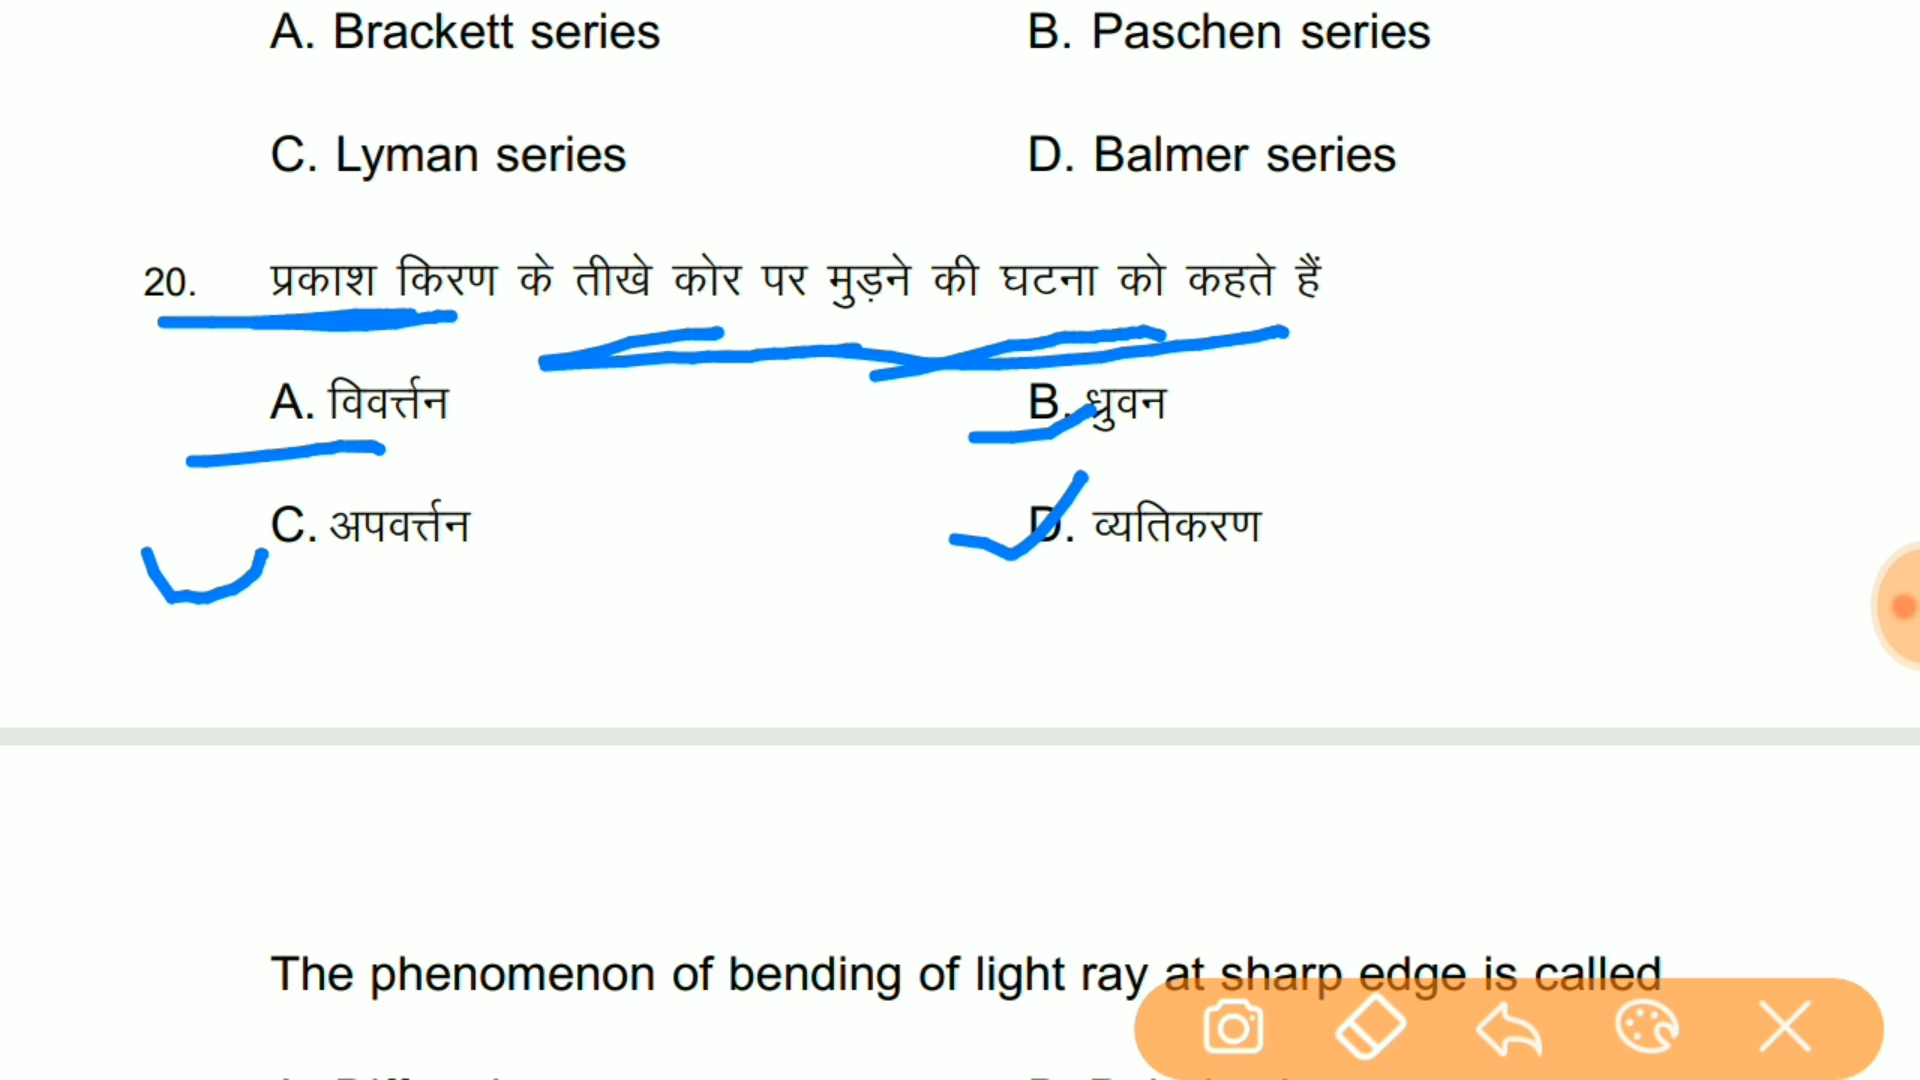 A. Brackett series B. Paschen series
C. Lyman series D. Balmer series
20. प्रकाश किरण के तीखे कोर पर मुड़ने की घटना को कहते हैं
A. विवर्त्तन B. ध्रुवन
C. अपवर्त्तन D. व्यतिकरण
The phenomenon of bending of light ray at sharp edge is called